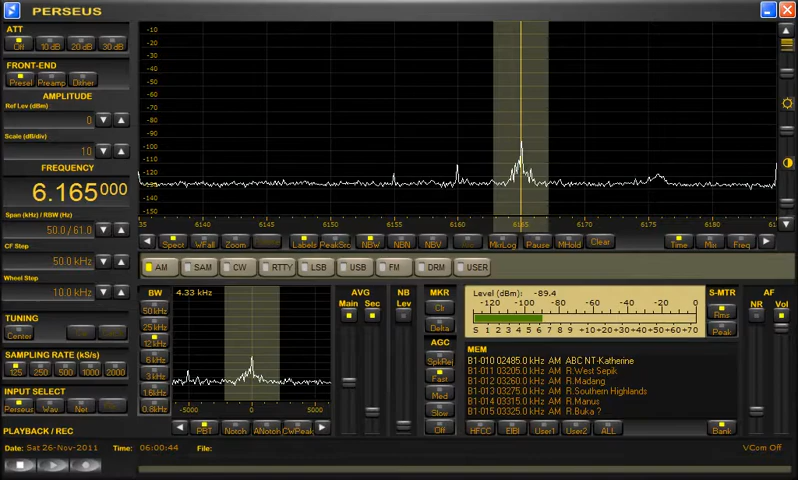 PERSEUS
ATT
Off 10 dB 20 dB 30 dB
FRONT-END
Presel Preamp Dither
AMPLITUDE
Ref Lev (dBm)
0
Scale (dB/div)
10
FREQUENCY
6.165000
Span (kHz) / RBW (Hz)
50.0 / 61.0
CF Step
50.0 kHz
Wheel Step
10.0 kHz
TUNING
Center
SAMPLING RATE (kS/s)
125 250 500 1000 2000
INPUT SELECT
Perseus Wav Net
PLAYBACK / REC
-10
-20
-30
-40
-50
-60
-70
-80
-90
-100
-110
-120
-130
-140
-150
6135 6140 6145 6150 6155 6160 6165 6170 6175 6180
Spect WFall Zoom Labels PeakSrc NBW NBN NBV MkrLog Pause MHold Clear Time Min Freq
AM SAM CW RTTY LSB USB FM DRM USER
BW
50 kHz
25 kHz
12 kHz
6 kHz
3 kHz
1.6 kHz
0.8kHz
4.33 kHz
-5000 0 5000
PBT Notch ANotch CWPeak
AVG
Main Sec
NB
Lev
MKR
Clr
Delta
AGC
SpkRej
Fast
Med
Slow
Off
Level (dBm): -89.4
-120 -100 -80 -60 -40 -20 0
S 1 2 3 4 5 6 7 8 9 +10 +20 +30 +40 +50 +60 +70
S-MTR
Rms
Peak
AF
NR Vol
MEM
B1-010 02485.0 kHz AM ABC NT-Katherine
B1-011 03205.0 kHz AM R.West Sepik
B1-012 03260.0 kHz AM R.Madang
B1-013 03275.0 kHz AM R.Southern Highlands
B1-014 03315.0 kHz AM R.Manus
B1-015 03325.0 kHz AM R.Buka ?
HFCC EIBI User1 User2 ALL Bank
Date: Sat 26-Nov-2011 Time: 06:00:44 File: VCom Off